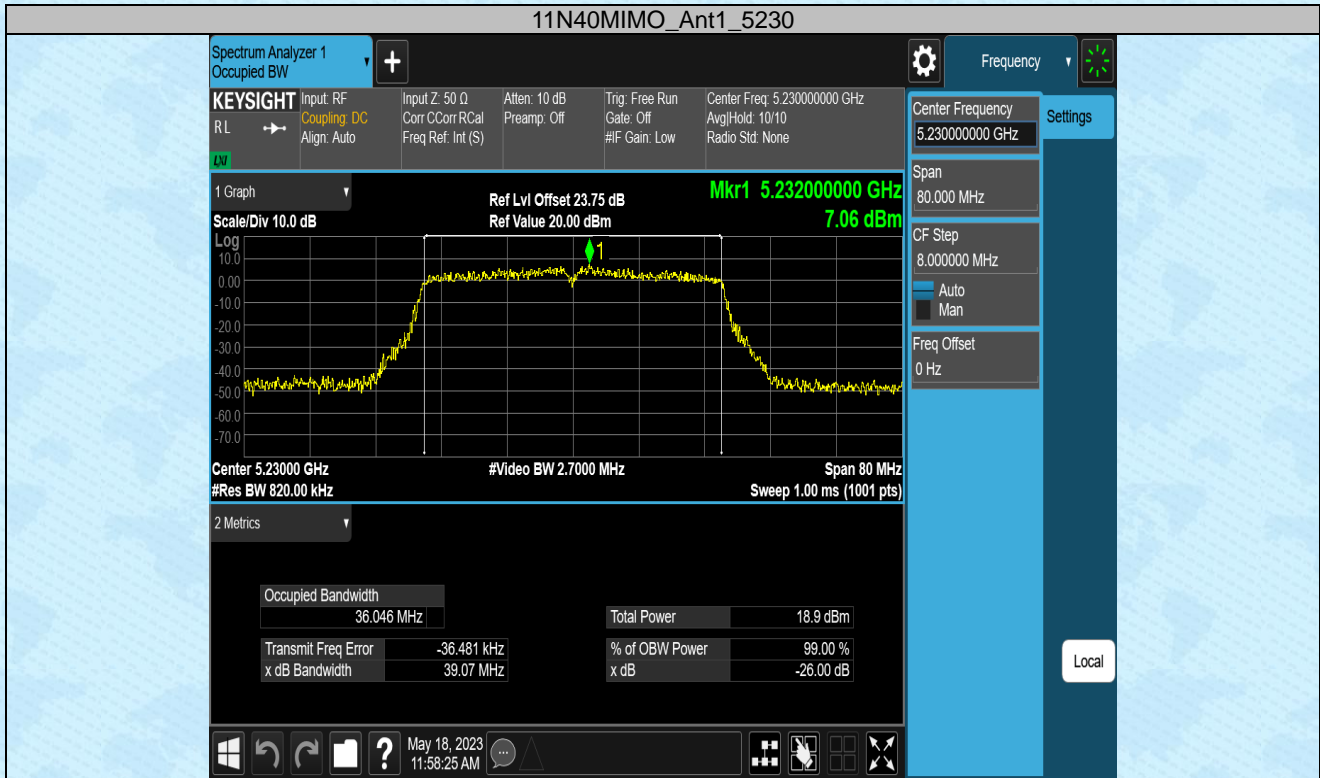 11N40MIMO_Ant1_5230
Spectrum Analyzer 1
Occupied BW
+
Frequency
KEYSIGHT
RL
LXI
Input: RF
Coupling: DC
Align: Auto
Input Z: 50 Ω
Corr CCorr RCal
Freq Ref: Int (S)
Atten: 10 dB
Preamp: Off
Trig: Free Run
Gate: Off
#IF Gain: Low
Center Freq: 5.230000000 GHz
Avg|Hold: 10/10
Radio Std: None
Center Frequency
5.230000000 GHz
Settings
Span
80.000 MHz
CF Step
8.000000 MHz
Auto
Man
Freq Offset
0 Hz
Local
1 Graph
Scale/Div 10.0 dB
Ref Lvl Offset 23.75 dB
Ref Value 20.00 dBm
Mkr1 5.232000000 GHz
7.06 dBm
Log
10.0
0.00
-10.0
-20.0
-30.0
-40.0
-50.0
-60.0
-70.0
1
Center 5.23000 GHz
#Video BW 2.7000 MHz
Span 80 MHz
#Res BW 820.00 kHz
Sweep 1.00 ms (1001 pts)
2 Metrics
Occupied Bandwidth
36.046 MHz
Total Power 18.9 dBm
Transmit Freq Error -36.481 kHz
% of OBW Power 99.00 %
x dB Bandwidth 39.07 MHz
x dB -26.00 dB
?
May 18, 2023
11:58:25 AM